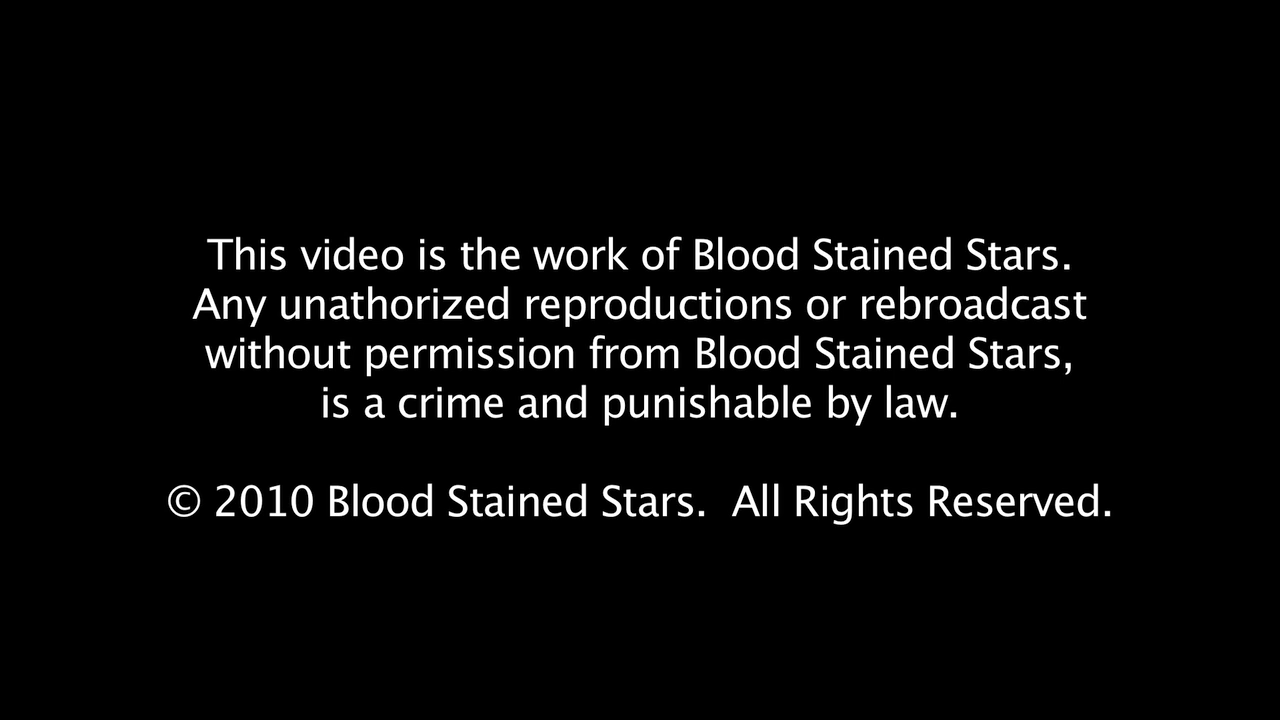 This video is the work of Blood Stained Stars.
Any unathorized reproductions or rebroadcast
without permission from Blood Stained Stars,
is a crime and punishable by law.
© 2010 Blood Stained Stars.  All Rights Reserved.